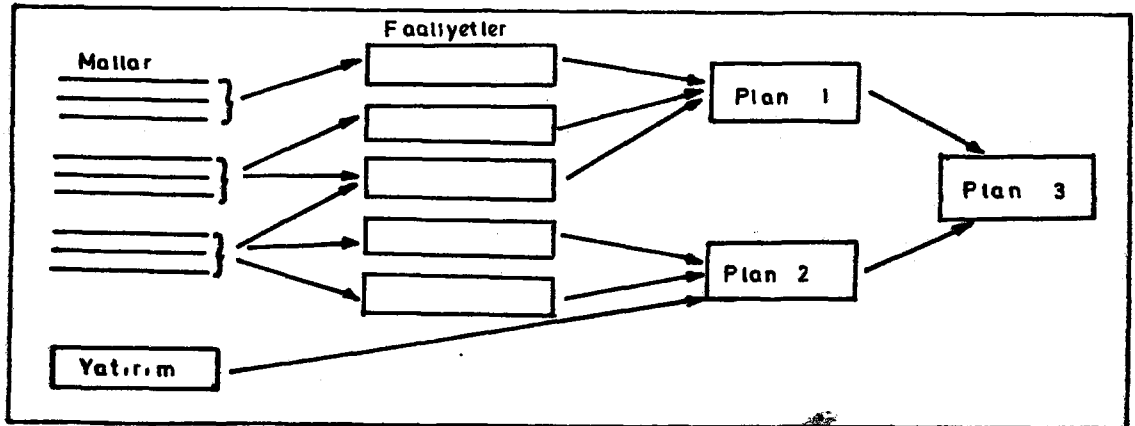 Faaliyetler
Mallar
Plan 1
Plan 3
Plan 2
Yatırım